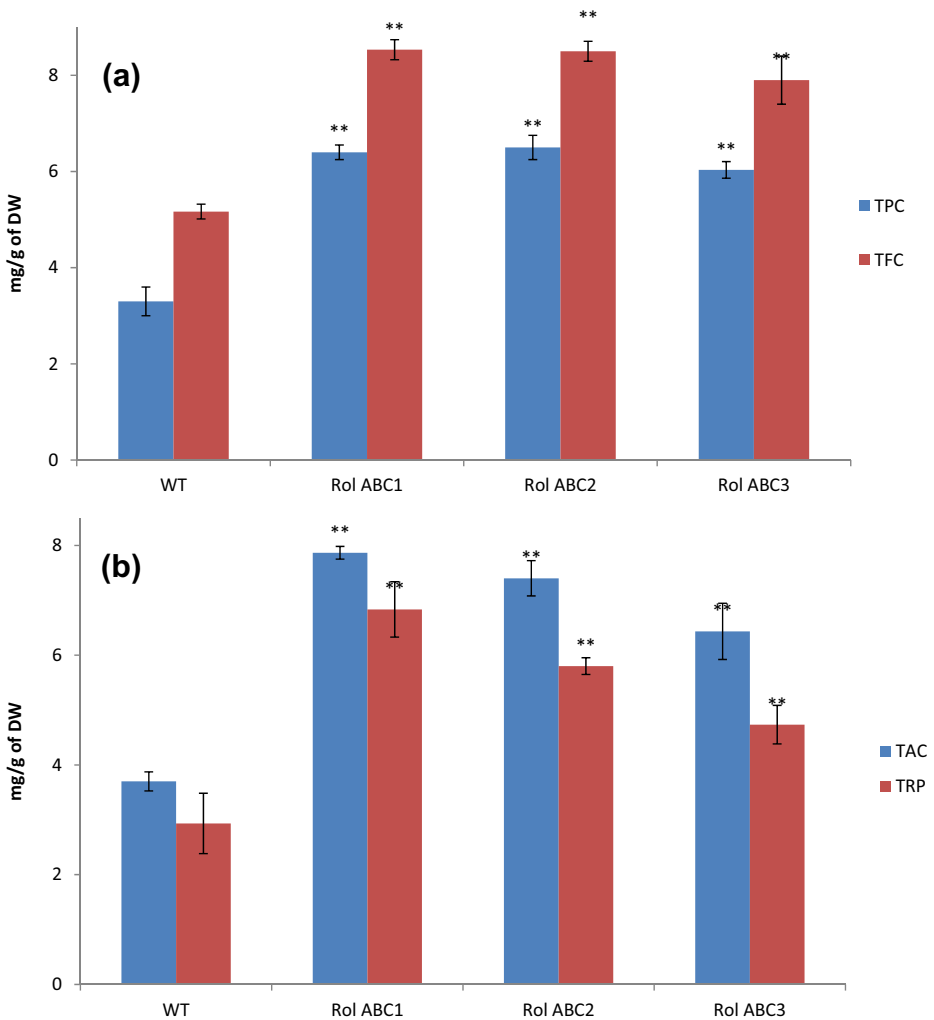 (a)
mg/g of DW
8
6
4
2
0
** ** ** ** ** **
WT Rol ABC1 Rol ABC2 Rol ABC3
TPC
TFC
(b)
mg/g of DW
8
6
4
2
0
** ** ** ** ** **
WT Rol ABC1 Rol ABC2 Rol ABC3
TAC
TRP